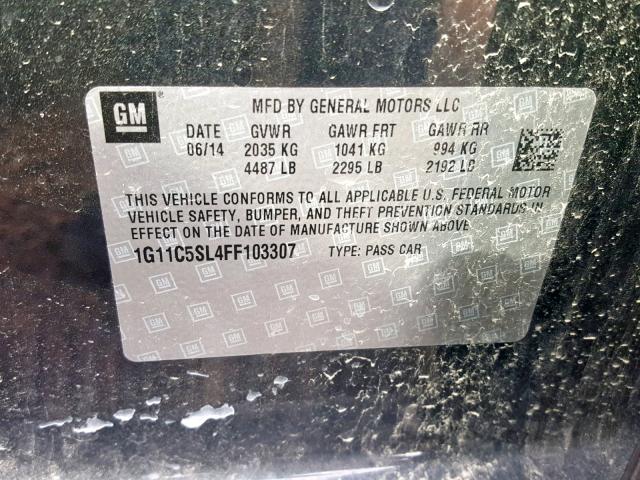 GM
MFD BY GENERAL MOTORS LLC
DATE GVWR GAWR FRT GAWR RR
06/14 2035 KG 1041 KG 994 KG
4487 LB 2295 LB 2192 LB
THIS VEHICLE CONFORMS TO ALL APPLICABLE U.S. FEDERAL MOTOR
VEHICLE SAFETY, BUMPER, AND THEFT PREVENTION STANDARDS IN
EFFECT ON THE DATE OF MANUFACTURE SHOWN ABOVE
1G11C5SL4FF103307 TYPE: PASS CAR